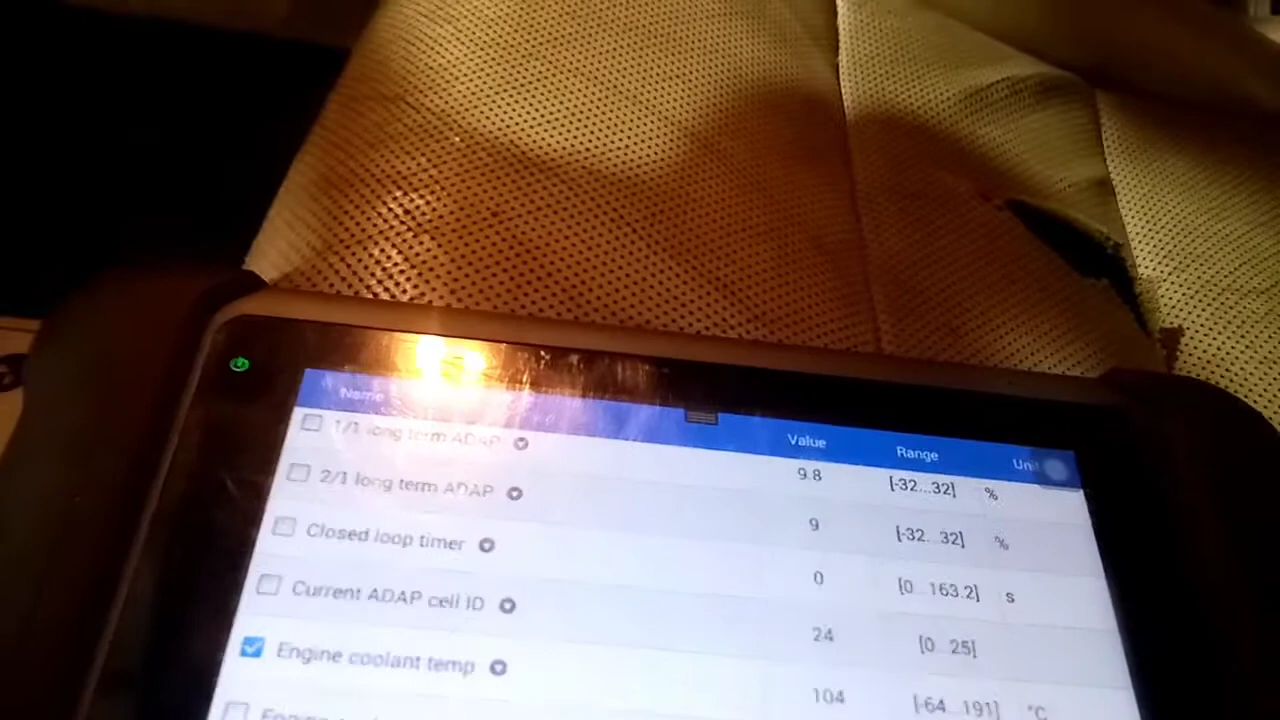 Name Value Range Unit
1/1 long term ADAP 9.8 [-32...32] %
2/1 long term ADAP 9 [-32...32] %
Closed loop timer 0 [0...163.2] s
Current ADAP cell ID 24 [0...25]
Engine coolant temp 104 [-64...191] °C